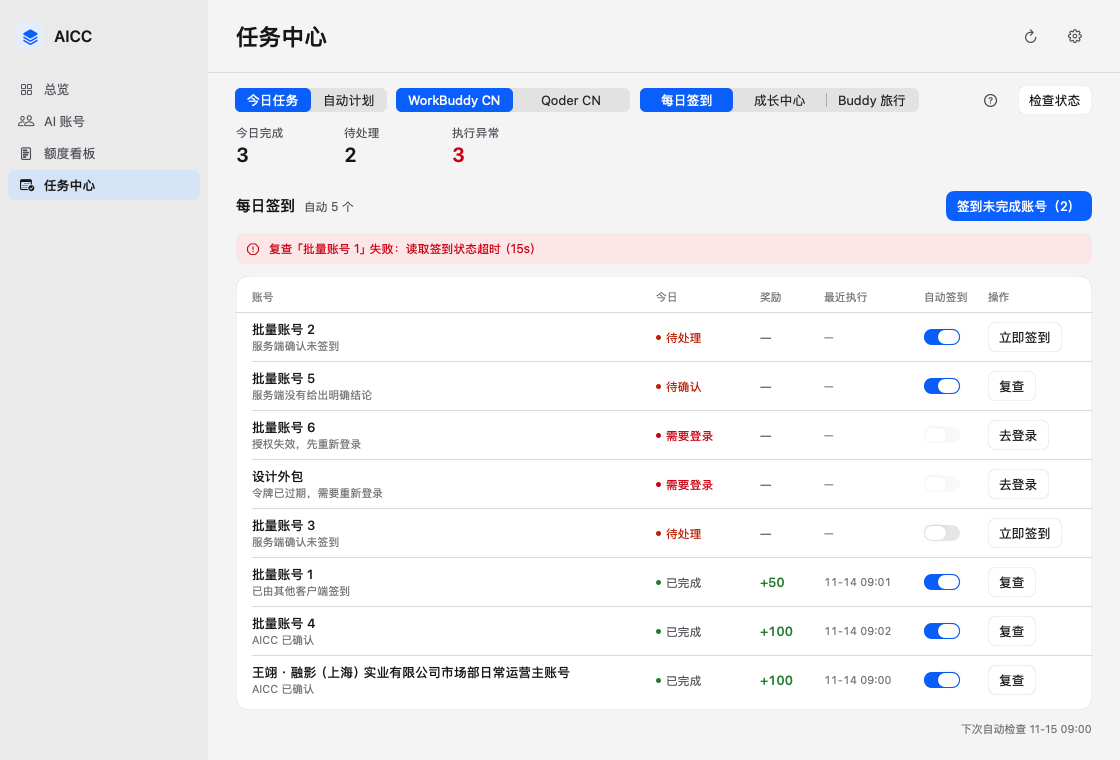 AICC
总览
AI 账号
额度看板
任务中心
任务中心
今日任务 自动计划 WorkBuddy CN Qoder CN 每日签到 成长中心 Buddy 旅行 检查状态
今日完成 待处理 执行异常
3 2 3
每日签到 自动 5 个 签到未完成账号（2）
复查「批量账号 1」失败：读取签到状态超时 (15s)
账号 今日 奖励 最近执行 自动签到 操作
批量账号 2
服务端确认未签到
待处理 — — 立即签到
批量账号 5
服务端没有给出明确结论
待确认 — — 复查
批量账号 6
授权失效，先重新登录
需要登录 — — 去登录
设计外包
令牌已过期，需要重新登录
需要登录 — — 去登录
批量账号 3
服务端确认未签到
待处理 — — 立即签到
批量账号 1
已由其他客户端签到
已完成 +50 11-14 09:01 复查
批量账号 4
AICC 已确认
已完成 +100 11-14 09:02 复查
王翊 · 融影（上海）实业有限公司市场部日常运营主账号
AICC 已确认
已完成 +100 11-14 09:00 复查
下次自动检查 11-15 09:00